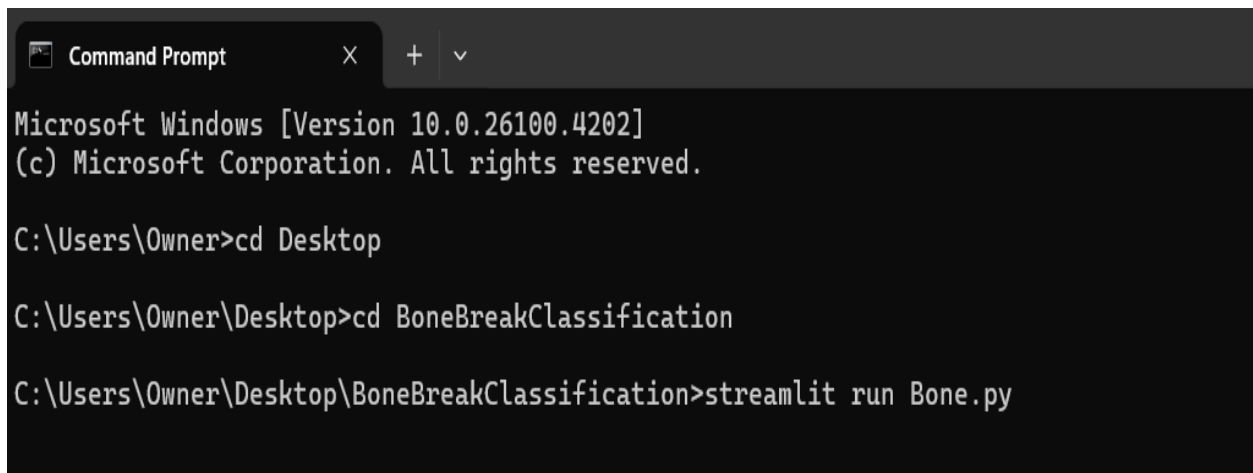 Command Prompt
Microsoft Windows [Version 10.0.26100.4202]
(c) Microsoft Corporation. All rights reserved.
C:\Users\Owner>cd Desktop
C:\Users\Owner\Desktop>cd BoneBreakClassification
C:\Users\Owner\Desktop\BoneBreakClassification>streamlit run Bone.py